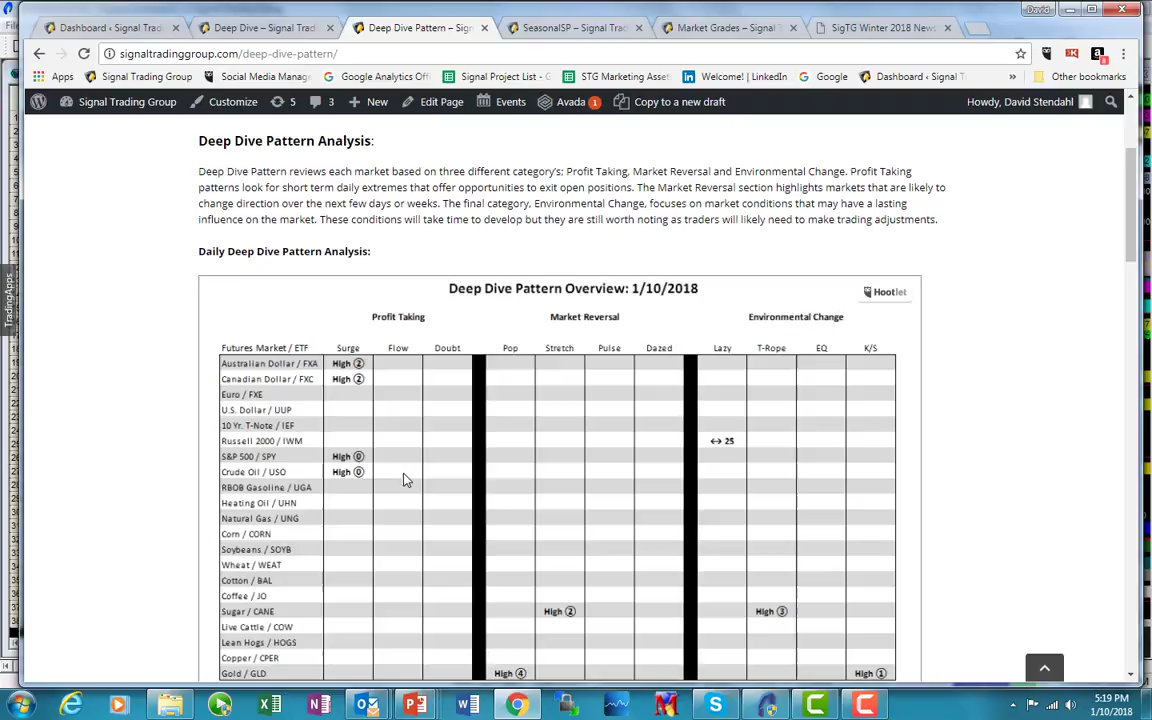 David
Dashboard ‹ Signal Trad
Deep Dive – Signal Tradi
Deep Dive Pattern – Sign
SeasonalSP – Signal Trad
Market Grades – Signal T
SigTG Winter 2018 News
signaltradinggroup.com/deep-dive-pattern/
Apps
Signal Trading Group
Social Media Manage
Google Analytics Offi
Signal Project List - G
STG Marketing Asset
Welcome! | LinkedIn
Google
Dashboard ‹ Signal T
»
Other bookmarks
Signal Trading Group
Customize
5
3
New
Edit Page
Events
Avada 1
Copy to a new draft
Howdy, David Stendahl
Deep Dive Pattern Analysis:
Deep Dive Pattern reviews each market based on three different category's; Profit Taking, Market Reversal and Environmental Change. Profit Taking
patterns look for short term daily extremes that offer opportunities to exit open positions. The Market Reversal section highlights markets that are likely to
change direction over the next few days or weeks. The final category, Environmental Change, focuses on market conditions that may have a lasting
influence on the market. These conditions will take time to develop but they are still worth noting as traders will likely need to make trading adjustments.
Daily Deep Dive Pattern Analysis:
TradingApps
Deep Dive Pattern Overview: 1/10/2018
Hootlet
Profit Taking Market Reversal Environmental Change
Futures Market / ETF Surge Flow Doubt Pop Stretch Pulse Dazed Lazy T-Rope EQ K/S
Australian Dollar / FXA High ②
Canadian Dollar / FXC High ②
Euro / FXE
U.S. Dollar / UUP
10 Yr. T-Note / IEF
Russell 2000 / IWM ↔ 25
S&P 500 / SPY High ⓪
Crude Oil / USO High ⓪
RBOB Gasoline / UGA
Heating Oil / UHN
Natural Gas / UNG
Corn / CORN
Soybeans / SOYB
Wheat / WEAT
Cotton / BAL
Coffee / JO
Sugar / CANE High ② High ③
Live Cattle / COW
Lean Hogs / HOGS
Copper / CPER
Gold / GLD High ④ High ①
5:19 PM
1/10/2018